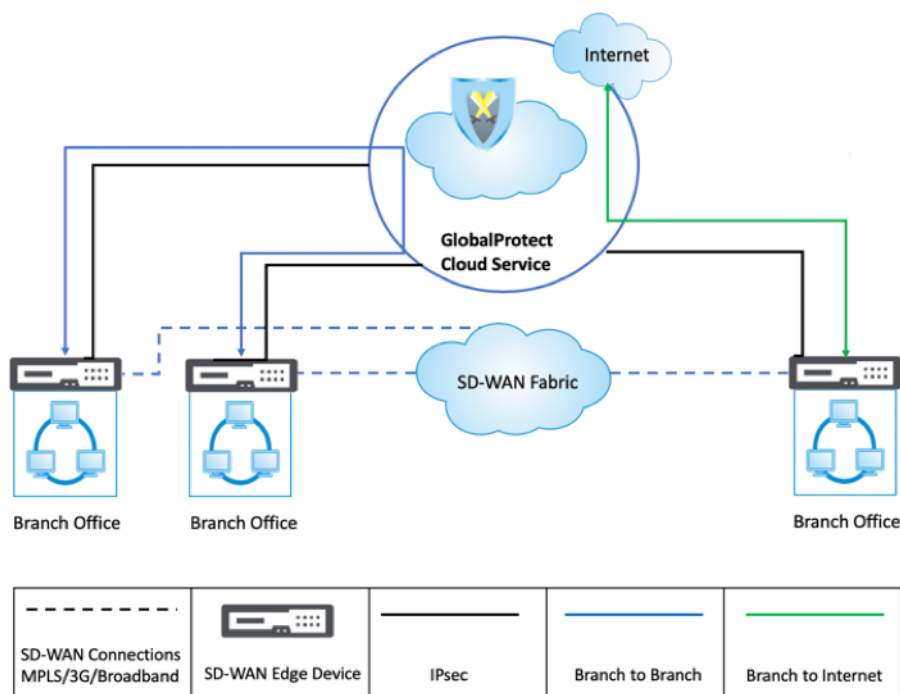 Internet
GlobalProtect
Cloud Service
SD-WAN Fabric
Branch Office
Branch Office
Branch Office
SD-WAN Connections
MPLS/3G/Broadband
SD-WAN Edge Device
IPsec
Branch to Branch
Branch to Internet